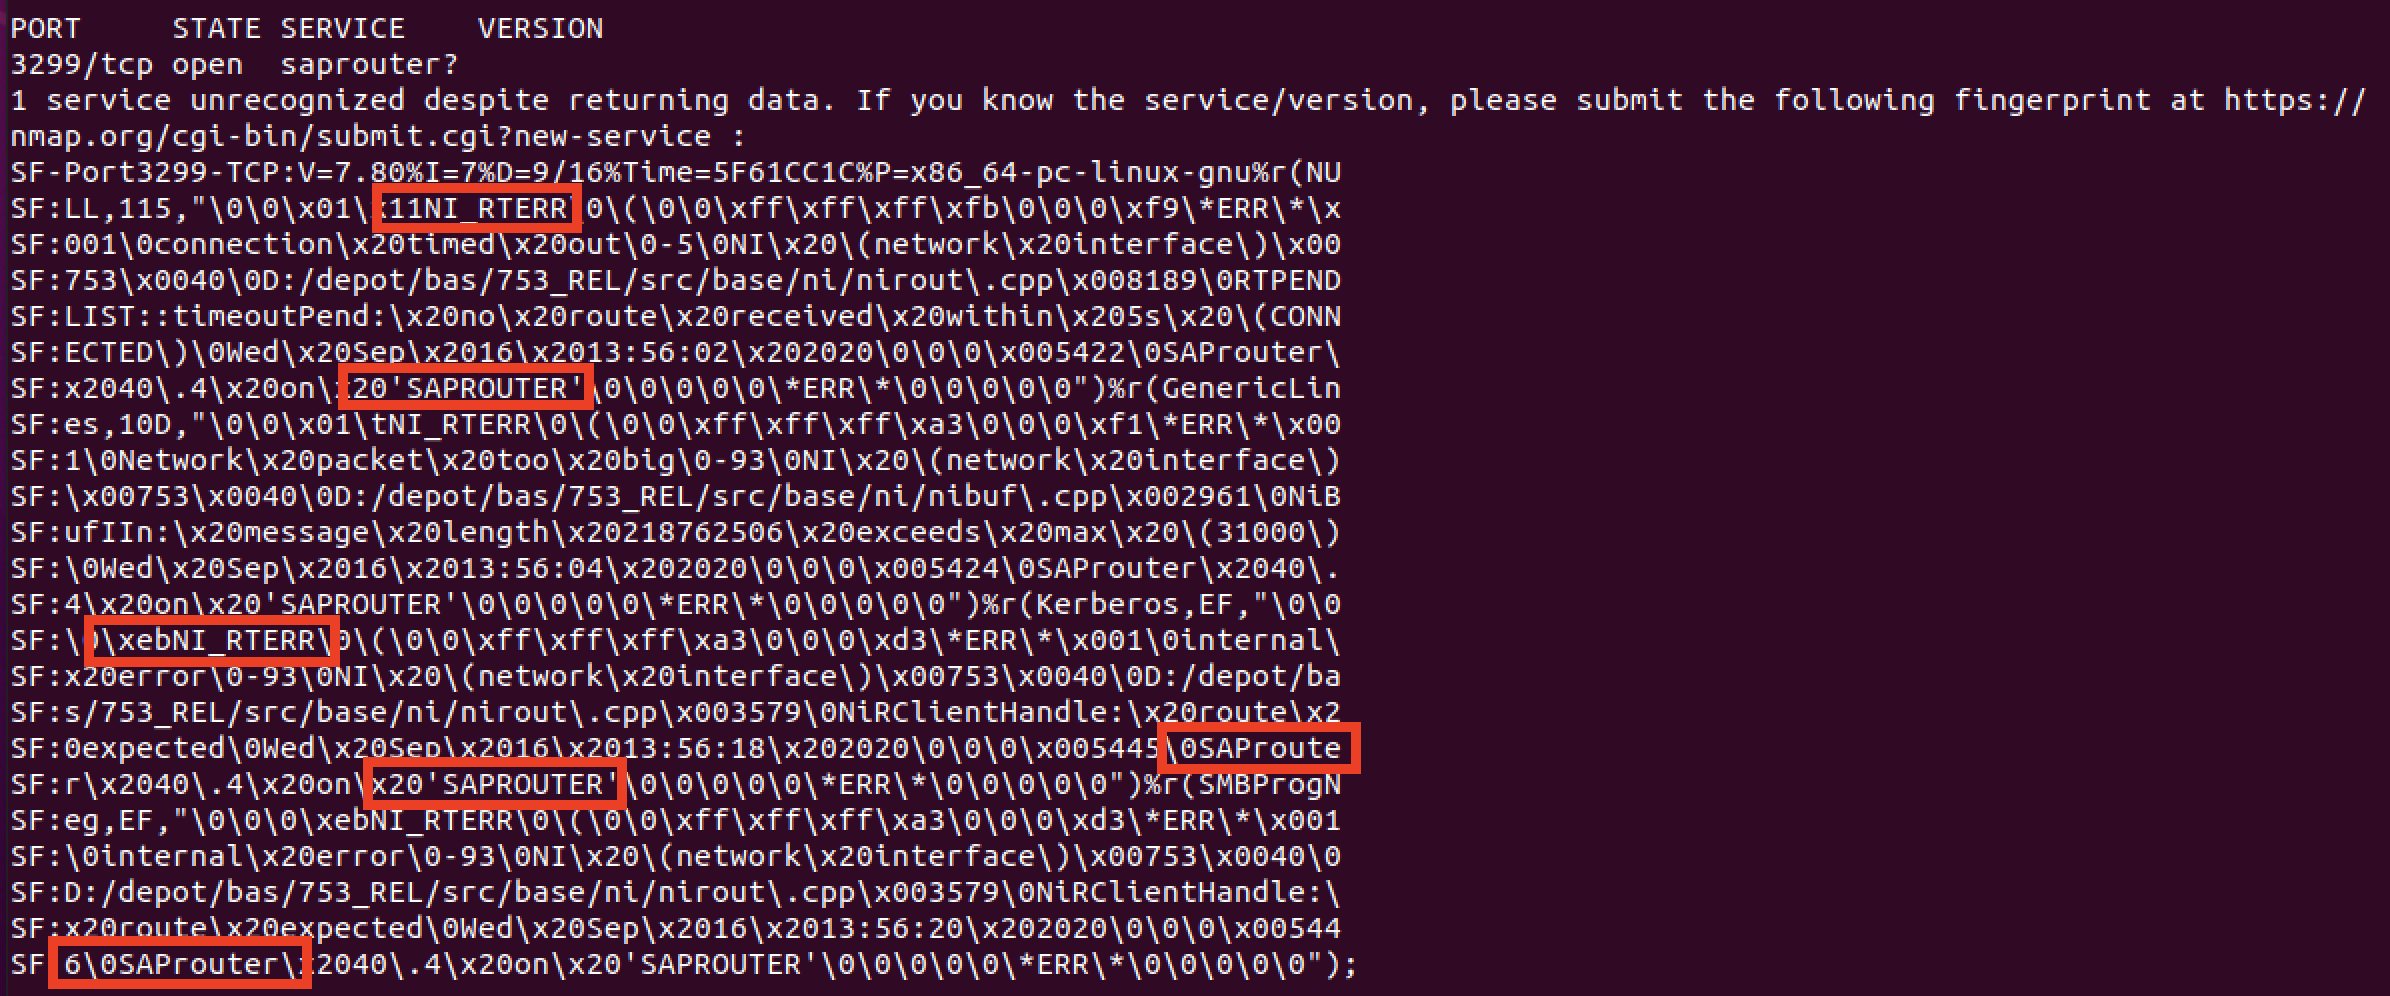 PORT     STATE SERVICE    VERSION
3299/tcp open  saprouter?
1 service unrecognized despite returning data. If you know the service/version, please submit the following fingerprint at https://
nmap.org/cgi-bin/submit.cgi?new-service :
SF-Port3299-TCP:V=7.80%I=7%D=9/16%Time=5F61CC1C%P=x86_64-pc-linux-gnu%r(NU
SF:LL,115,"\0\0\x01\x11NI_RTERR\0\(\0\0\xff\xff\xff\xfb\0\0\0\xf9\*ERR\*\x
SF:001\0connection\x20timed\x20out\0-5\0NI\x20\(network\x20interface\)\x00
SF:753\x0040\0D:/depot/bas/753_REL/src/base/ni/nirout\.cpp\x008189\0RTPEND
SF:LIST::timeoutPend:\x20no\x20route\x20received\x20within\x205s\x20\(CONN
SF:ECTED\)\0Wed\x20Sep\x2016\x2013:56:02\x202020\0\0\0\x005422\0SAProuter\
SF:x2040\.4\x20on\x20'SAPROUTER'\0\0\0\0\0\*ERR\*\0\0\0\0\0")%r(GenericLin
SF:es,10D,"\0\0\x01\tNI_RTERR\0\(\0\0\xff\xff\xff\xa3\0\0\0\xf1\*ERR\*\x00
SF:1\0Network\x20packet\x20too\x20big\0-93\0NI\x20\(network\x20interface\)
SF:\x00753\x0040\0D:/depot/bas/753_REL/src/base/ni/nibuf\.cpp\x002961\0NiB
SF:ufIIn:\x20message\x20length\x20218762506\x20exceeds\x20max\x20\(31000\)
SF:\0Wed\x20Sep\x2016\x2013:56:04\x202020\0\0\0\x005424\0SAProuter\x2040\.
SF:4\x20on\x20'SAPROUTER'\0\0\0\0\0\*ERR\*\0\0\0\0\0")%r(Kerberos,EF,"\0\0
SF:\0\xebNI_RTERR\0\(\0\0\xff\xff\xff\xa3\0\0\0\xd3\*ERR\*\x001\0internal\
SF:x20error\0-93\0NI\x20\(network\x20interface\)\x00753\x0040\0D:/depot/ba
SF:s/753_REL/src/base/ni/nirout\.cpp\x003579\0NiRClientHandle:\x20route\x2
SF:0expected\0Wed\x20Sep\x2016\x2013:56:18\x202020\0\0\0\x005445\0SAProute
SF:r\x2040\.4\x20on\x20'SAPROUTER'\0\0\0\0\0\*ERR\*\0\0\0\0\0")%r(SMBProgN
SF:eg,EF,"\0\0\0\xebNI_RTERR\0\(\0\0\xff\xff\xff\xa3\0\0\0\xd3\*ERR\*\x001
SF:\0internal\x20error\0-93\0NI\x20\(network\x20interface\)\x00753\x0040\0
SF:D:/depot/bas/753_REL/src/base/ni/nirout\.cpp\x003579\0NiRClientHandle:\
SF:x20route\x20expected\0Wed\x20Sep\x2016\x2013:56:20\x202020\0\0\0\x00544
SF:6\0SAProuter\x2040\.4\x20on\x20'SAPROUTER'\0\0\0\0\0\*ERR\*\0\0\0\0\0");